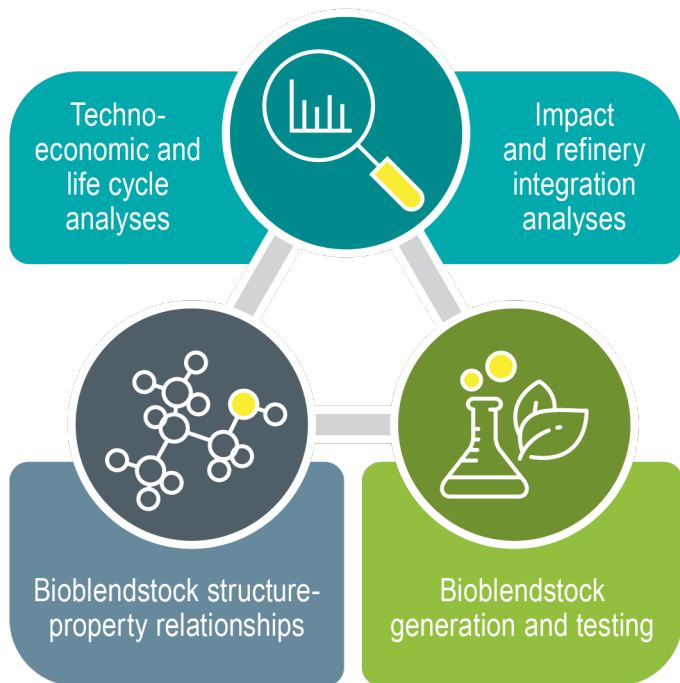 Techno-
economic and
life cycle
analyses
Impact
and refinery
integration
analyses
Bioblendstock structure-
property relationships
Bioblendstock
generation and testing